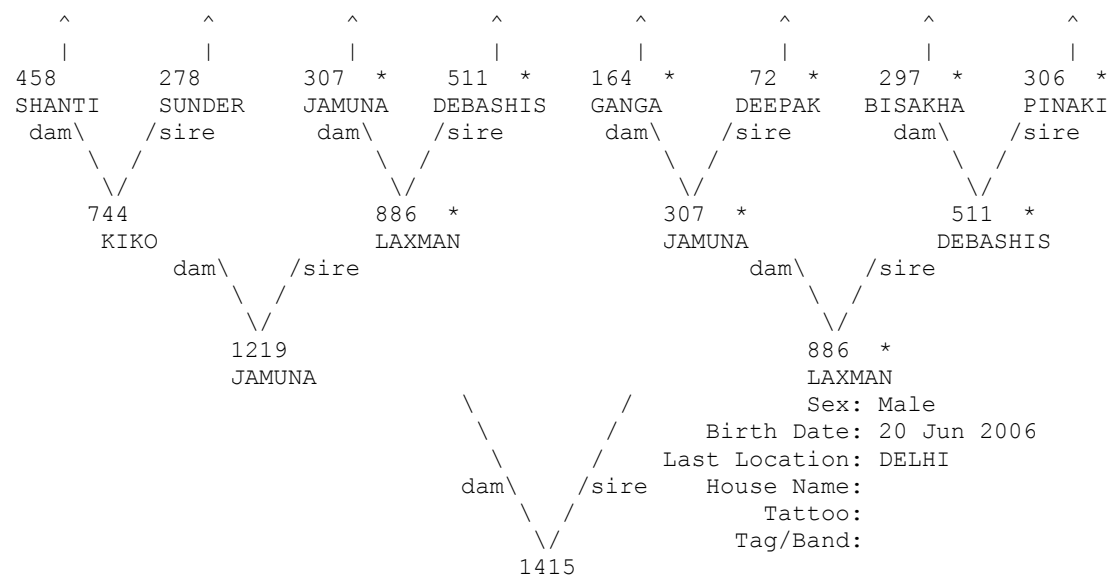 ^ ^ ^ ^ ^ ^ ^ ^
| | | | | | | |
458 278 307 * 511 * 164 * 72 * 297 * 306 *
SHANTI SUNDER JAMUNA DEBASHIS GANGA DEEPAK BISAKHA PINAKI
dam\ /sire dam\ /sire dam\ /sire dam\ /sire
\ / \ / \ / \ /
\/ \/ \/ \/
744 886 * 307 * 511 *
KIKO LAXMAN JAMUNA DEBASHIS
dam\ /sire dam\ /sire
\ / \ /
\/ \/
1219 886 *
JAMUNA LAXMAN
\ / Sex: Male
\ / Birth Date: 20 Jun 2006
\ / Last Location: DELHI
dam\ /sire House Name:
\ / Tattoo:
\/ Tag/Band:
1415